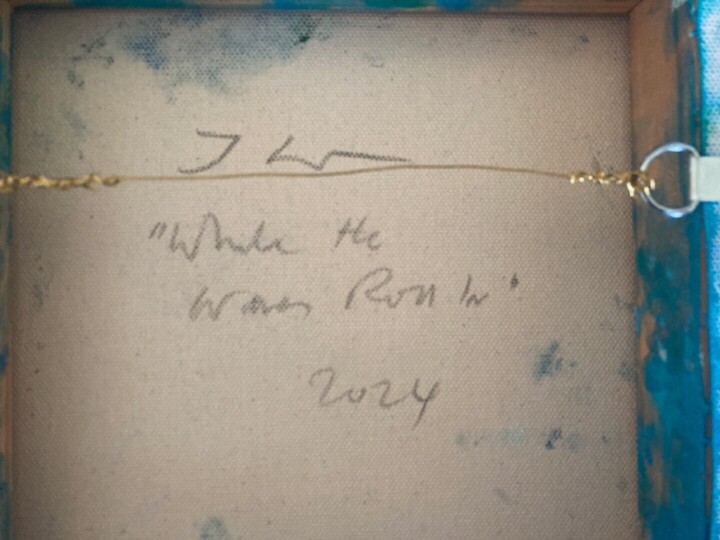 "While The
Waves Roll In"
2024